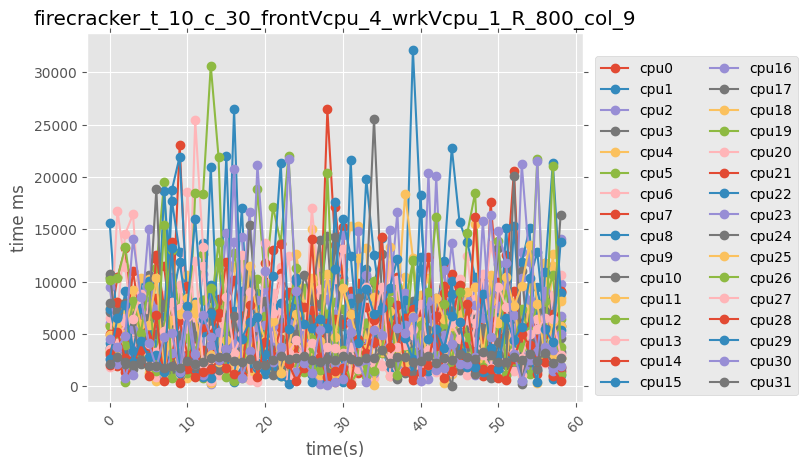 firecracker_t_10_c_30_frontVcpu_4_wrkVcpu_1_R_800_col_9
30000
25000
20000
15000
10000
5000
0
time ms
0
10
20
30
40
50
60
time(s)
cpu0
cpu1
cpu2
cpu3
cpu4
cpu5
cpu6
cpu7
cpu8
cpu9
cpu10
cpu11
cpu12
cpu13
cpu14
cpu15
cpu16
cpu17
cpu18
cpu19
cpu20
cpu21
cpu22
cpu23
cpu24
cpu25
cpu26
cpu27
cpu28
cpu29
cpu30
cpu31